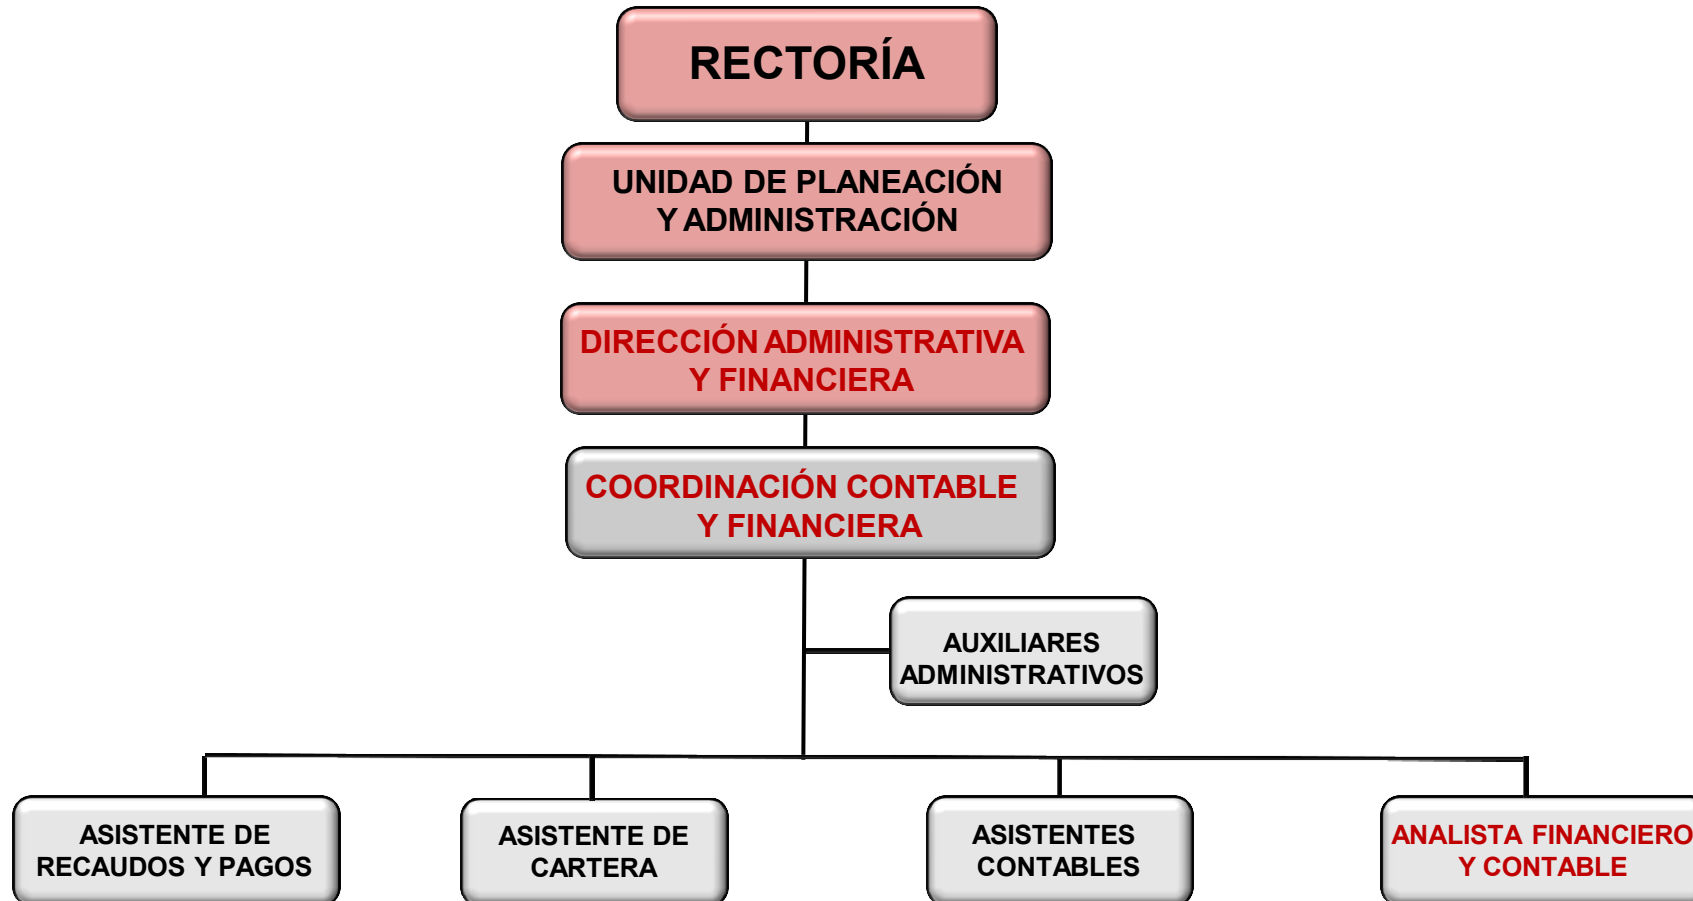 RECTORÍA
UNIDAD DE PLANEACIÓN
Y ADMINISTRACIÓN
DIRECCIÓN ADMINISTRATIVA
Y FINANCIERA
COORDINACIÓN CONTABLE
Y FINANCIERA
AUXILIARES
ADMINISTRATIVOS
ASISTENTE DE
RECAUDOS Y PAGOS
ASISTENTE DE
CARTERA
ASISTENTES
CONTABLES
ANALISTA FINANCIERO
Y CONTABLE